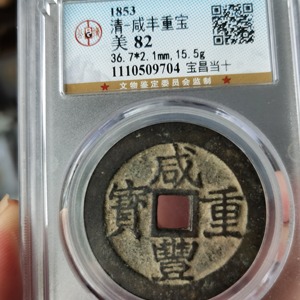 1853
清-咸丰重宝
美 82
36.7*2.1mm,15.5g
1110509704 宝昌当十
★ 文物鉴定委员会监制 ★
咸
寶 重
豐